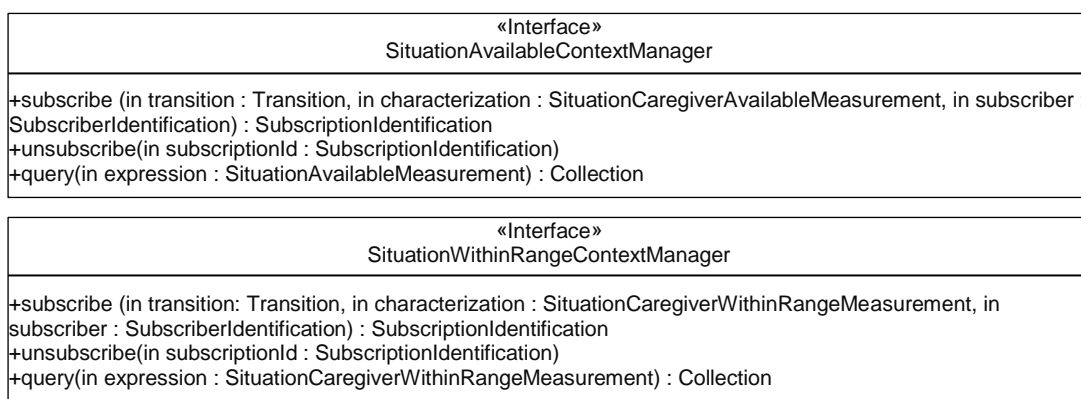 «Interface»
SituationAvailableContextManager
+subscribe (in transition : Transition, in characterization : SituationCaregiverAvailableMeasurement, in subscriber :
SubscriberIdentification) : SubscriptionIdentification
+unsubscribe(in subscriptionId : SubscriptionIdentification)
+query(in expression : SituationAvailableMeasurement) : Collection
«Interface»
SituationWithinRangeContextManager
+subscribe (in transition: Transition, in characterization : SituationCaregiverWithinRangeMeasurement, in
subscriber : SubscriberIdentification) : SubscriptionIdentification
+unsubscribe(in subscriptionId : SubscriptionIdentification)
+query(in expression : SituationCaregiverWithinRangeMeasurement) : Collection